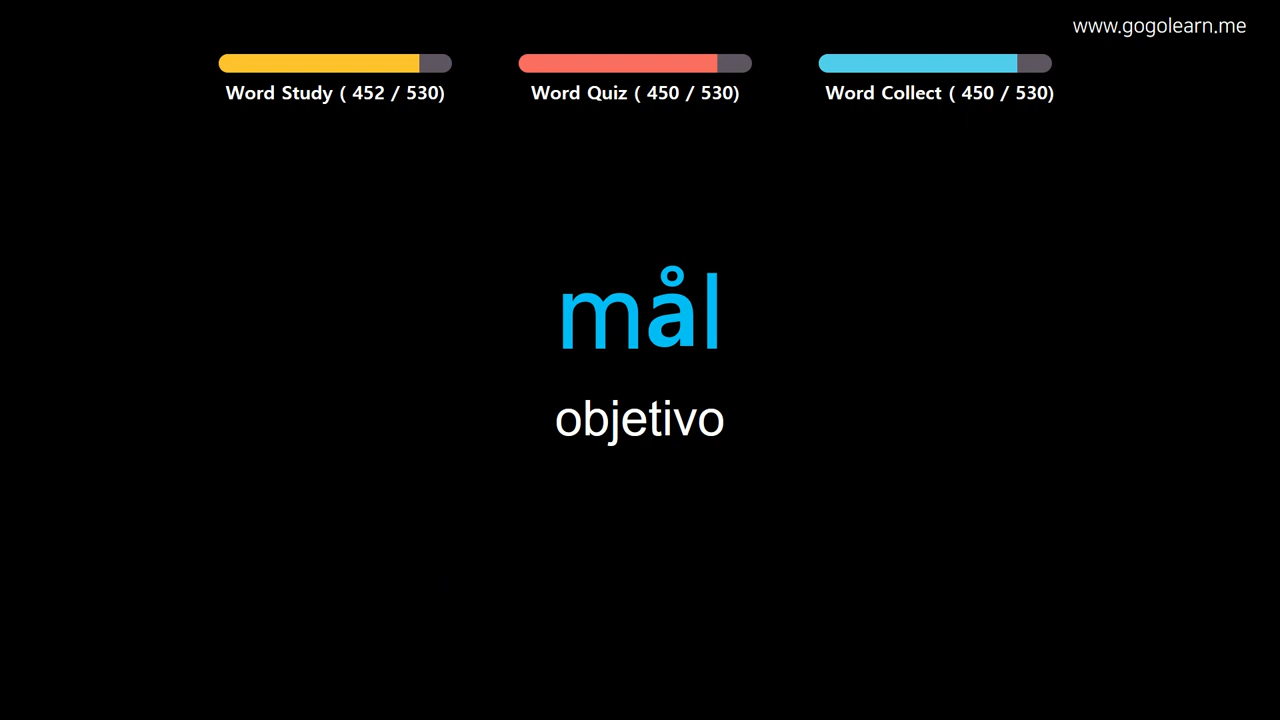 www.gogolearn.me
Word Study ( 452 / 530)
Word Quiz ( 450 / 530)
Word Collect ( 450 / 530)
mål
objetivo